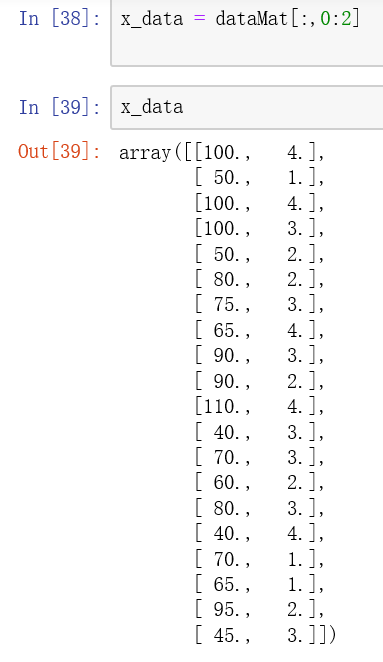 In [38]: x_data = dataMat[:,0:2]
In [39]: x_data
Out[39]: array([[100.,   4.],
       [ 50.,   1.],
       [100.,   4.],
       [100.,   3.],
       [ 50.,   2.],
       [ 80.,   2.],
       [ 75.,   3.],
       [ 65.,   4.],
       [ 90.,   3.],
       [ 90.,   2.],
       [110.,   4.],
       [ 40.,   3.],
       [ 70.,   3.],
       [ 60.,   2.],
       [ 80.,   3.],
       [ 40.,   4.],
       [ 70.,   1.],
       [ 65.,   1.],
       [ 95.,   2.],
       [ 45.,   3.]])